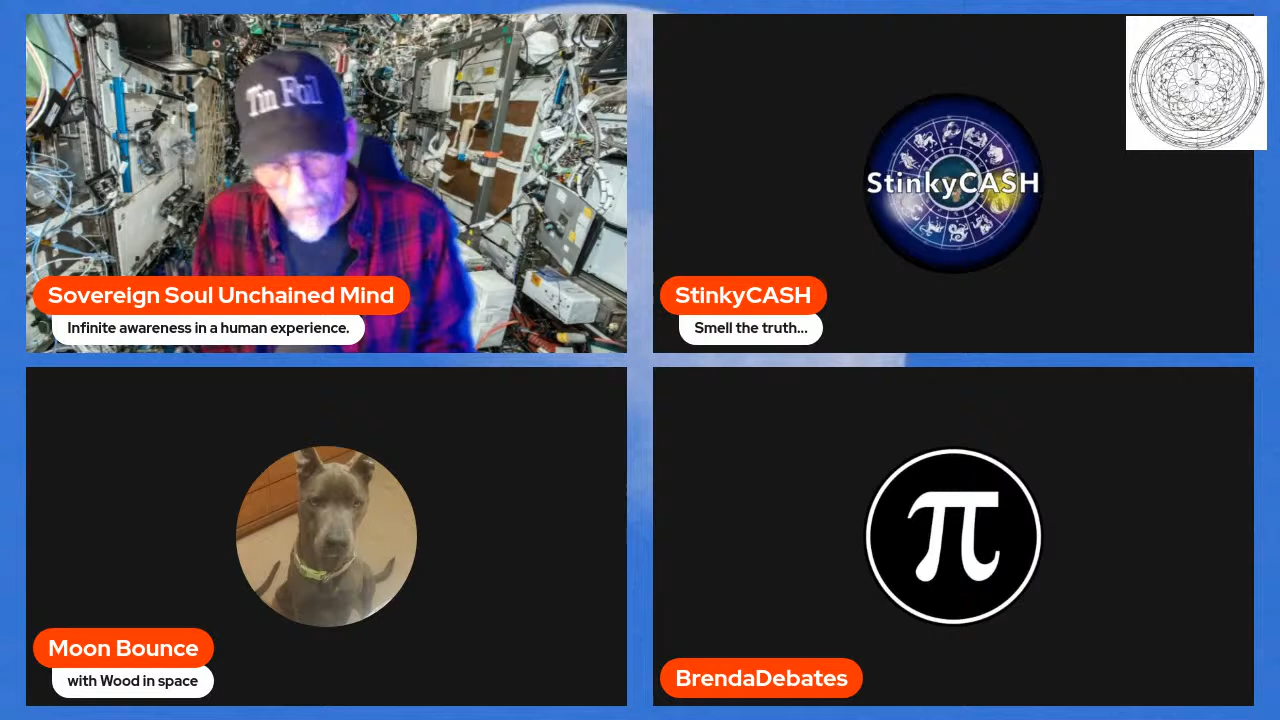 Tin Foil
Sovereign Soul Unchained Mind
Infinite awareness in a human experience.
StinkyCASH
StinkyCASH
Smell the truth...
Moon Bounce
with Wood in space
π
BrendaDebates